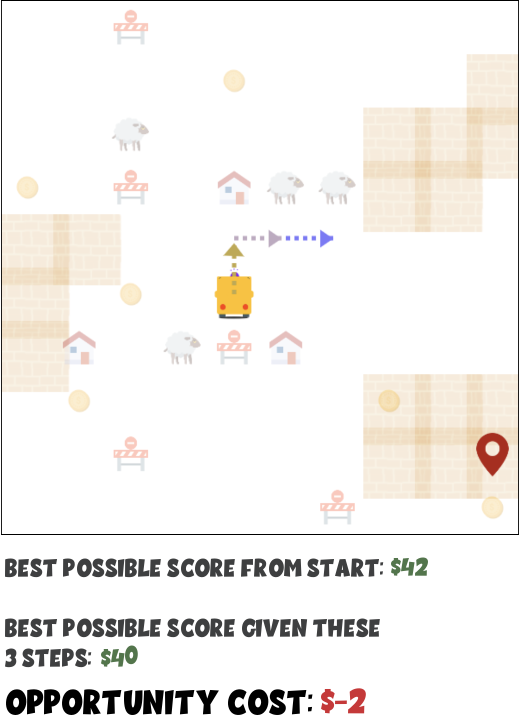 BEST POSSIBLE SCORE FROM START: $42
BEST POSSIBLE SCORE GIVEN THESE
3 STEPS: $40
OPPORTUNITY COST: $-2